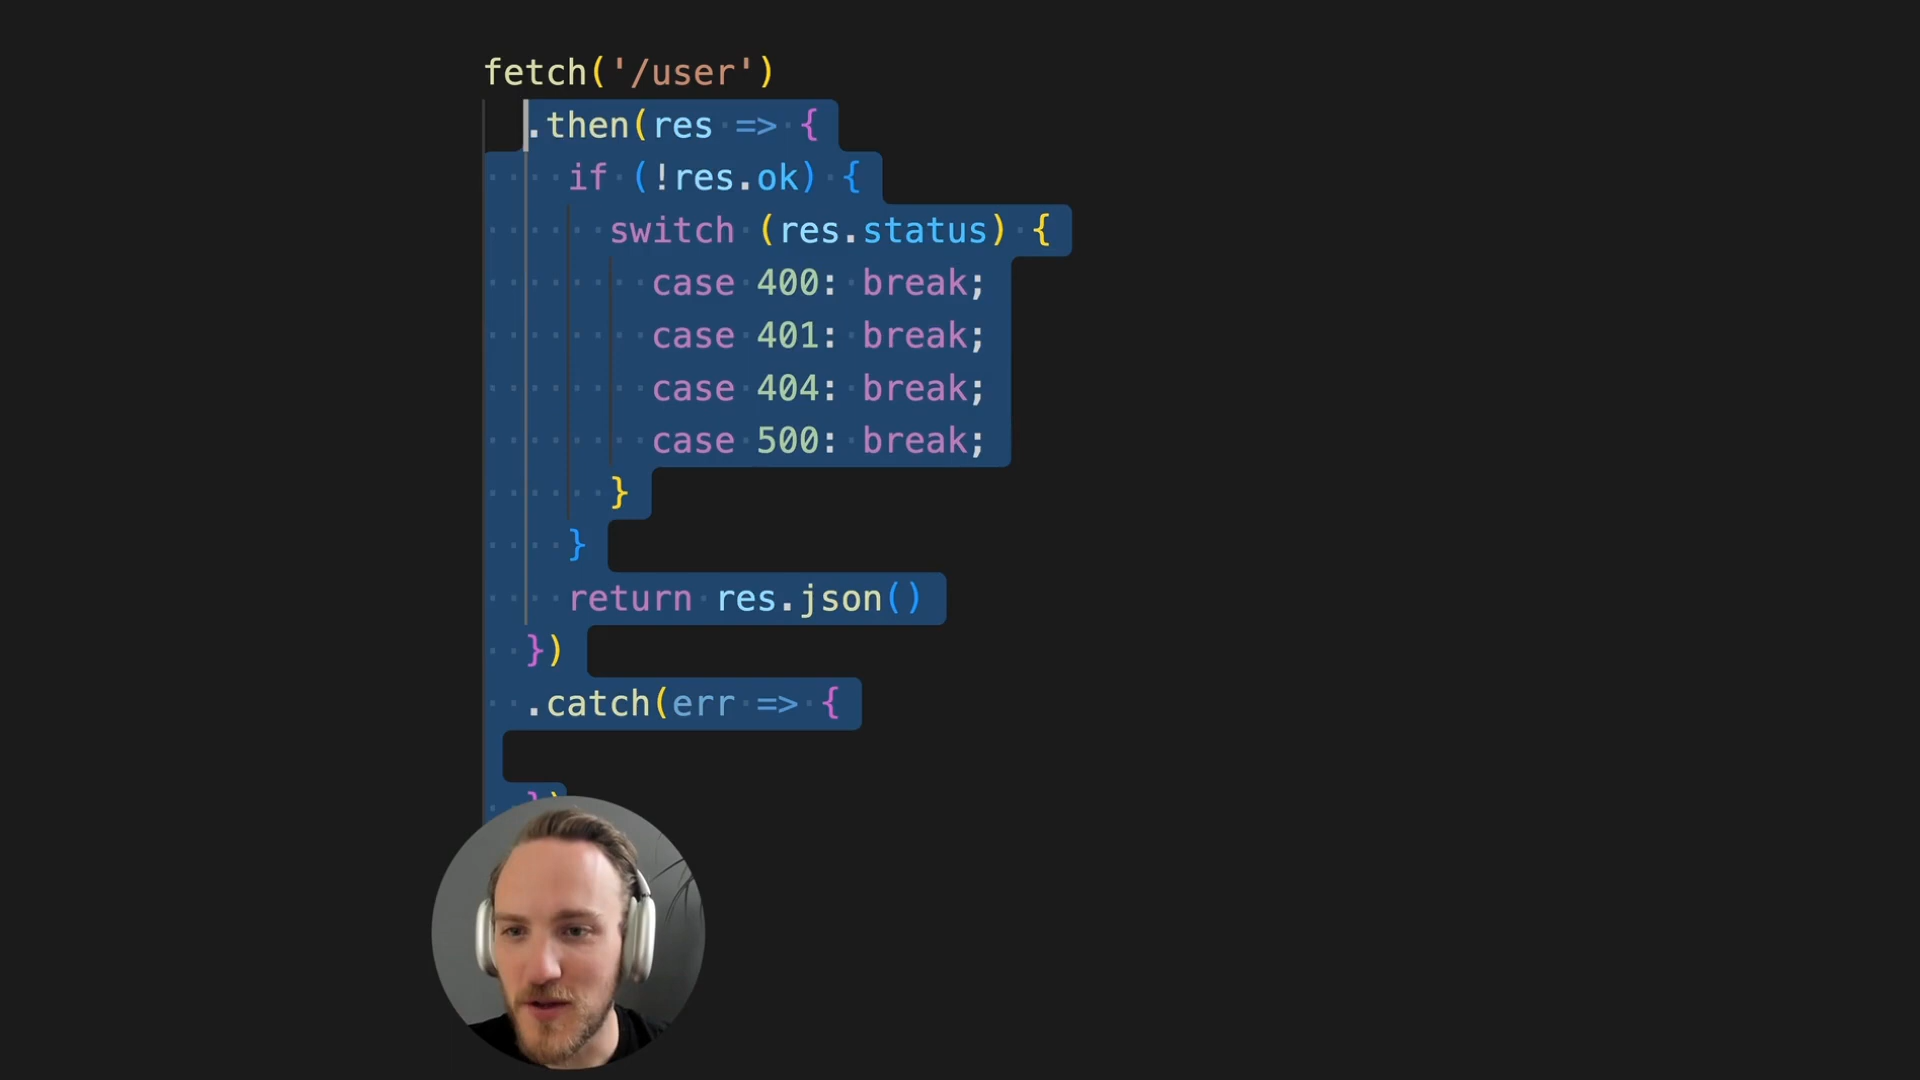 fetch('/user')
.then(res => {
if (!res.ok) {
switch (res.status) {
case 400: break;
case 401: break;
case 404: break;
case 500: break;
}
}
return res.json()
})
.catch(err => {
})